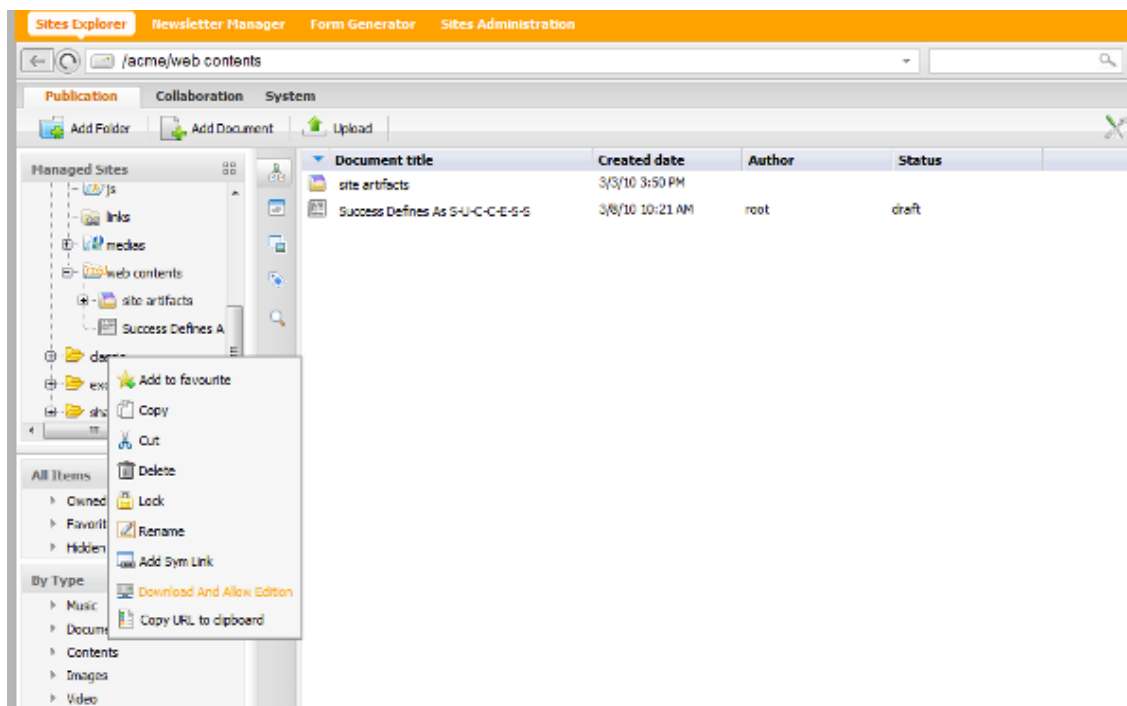 Sites Explorer Newsletter Manager Form Generator Sites Administration
/acme/web contents
Publication Collaboration System
Add Folder Add Document Upload
Managed Sites
Document title Created date Author Status
js
site artifacts 3/3/10 3:50 PM
links
Success Defines As S-U-C-C-E-S-S 3/8/10 10:21 AM root draft
medias
web contents
site artifacts
Success Defines A
sha
Add to favourite
Copy
Cut
Delete
Lock
Rename
Add Sym Link
Download And Allow Edition
Copy URL to clipboard
All Items
Owned
Favorit
Hidden
By Type
Music
Docume
Contents
Images
Video